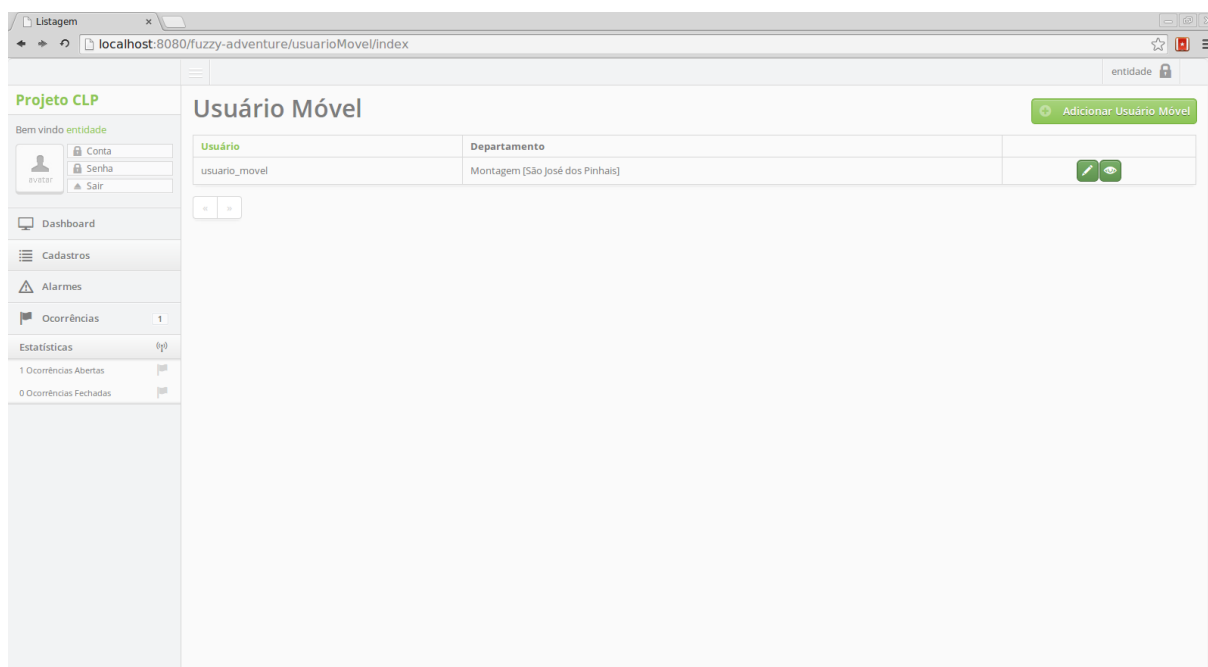 Listagem
localhost:8080/fuzzy-adventure/usuarioMovel/index
entidade
Projeto CLP
Bem vindo entidade
avatar
Conta
Senha
Sair
Dashboard
Cadastros
Alarmes
Ocorrências 1
Estatísticas
1 Ocorrências Abertas
0 Ocorrências Fechadas
Usuário Móvel
Adicionar Usuário Móvel
Usuário Departamento
usuario_movel Montagem [São José dos Pinhais]
« »